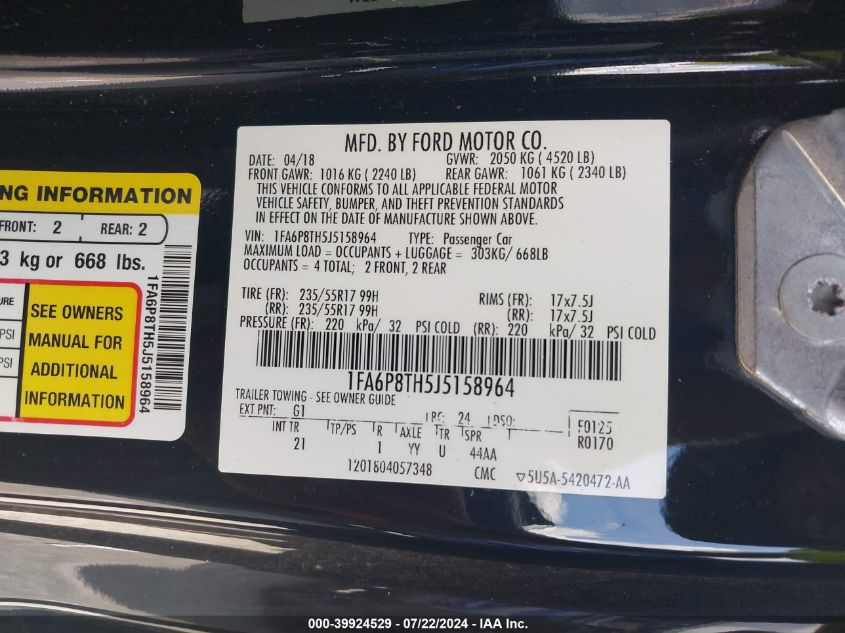 MFD. BY FORD MOTOR CO.
DATE: 04/18 GVWR: 2050 KG ( 4520 LB)
FRONT GAWR: 1016 KG ( 2240 LB) REAR GAWR: 1061 KG ( 2340 LB)
THIS VEHICLE CONFORMS TO ALL APPLICABLE FEDERAL MOTOR
VEHICLE SAFETY, BUMPER, AND THEFT PREVENTION STANDARDS
IN EFFECT ON THE DATE OF MANUFACTURE SHOWN ABOVE.
VIN: 1FA6P8TH5J5158964 TYPE: Passenger Car
MAXIMUM LOAD = OCCUPANTS + LUGGAGE = 303KG/ 668LB
OCCUPANTS = 4 TOTAL; 2 FRONT, 2 REAR
TIRE (FR): 235/55R17 99H RIMS (FR): 17x7.5J
(RR): 235/55R17 99H (RR): 17x7.5J
PRESSURE (FR): 220 kPa/ 32 PSI COLD (RR): 220 kPa/ 32 PSI COLD
1FA6P8TH5J5158964
TRAILER TOWING - SEE OWNER GUIDE
EXT PNT: G1 RC: 24 DSO: F0125
INT TR TP/PS R AXLE TR SPR R0170
21 1 YY U 44AA
1201804057348 CMC ▽5U5A-5420472-AA
NG INFORMATION
FRONT: 2 REAR: 2
3 kg or 668 lbs.
URE
PSI
PSI
SEE OWNERS
MANUAL FOR
ADDITIONAL
INFORMATION
1FA6P8TH5J5158964
000-39924529 - 07/22/2024 - IAA Inc.